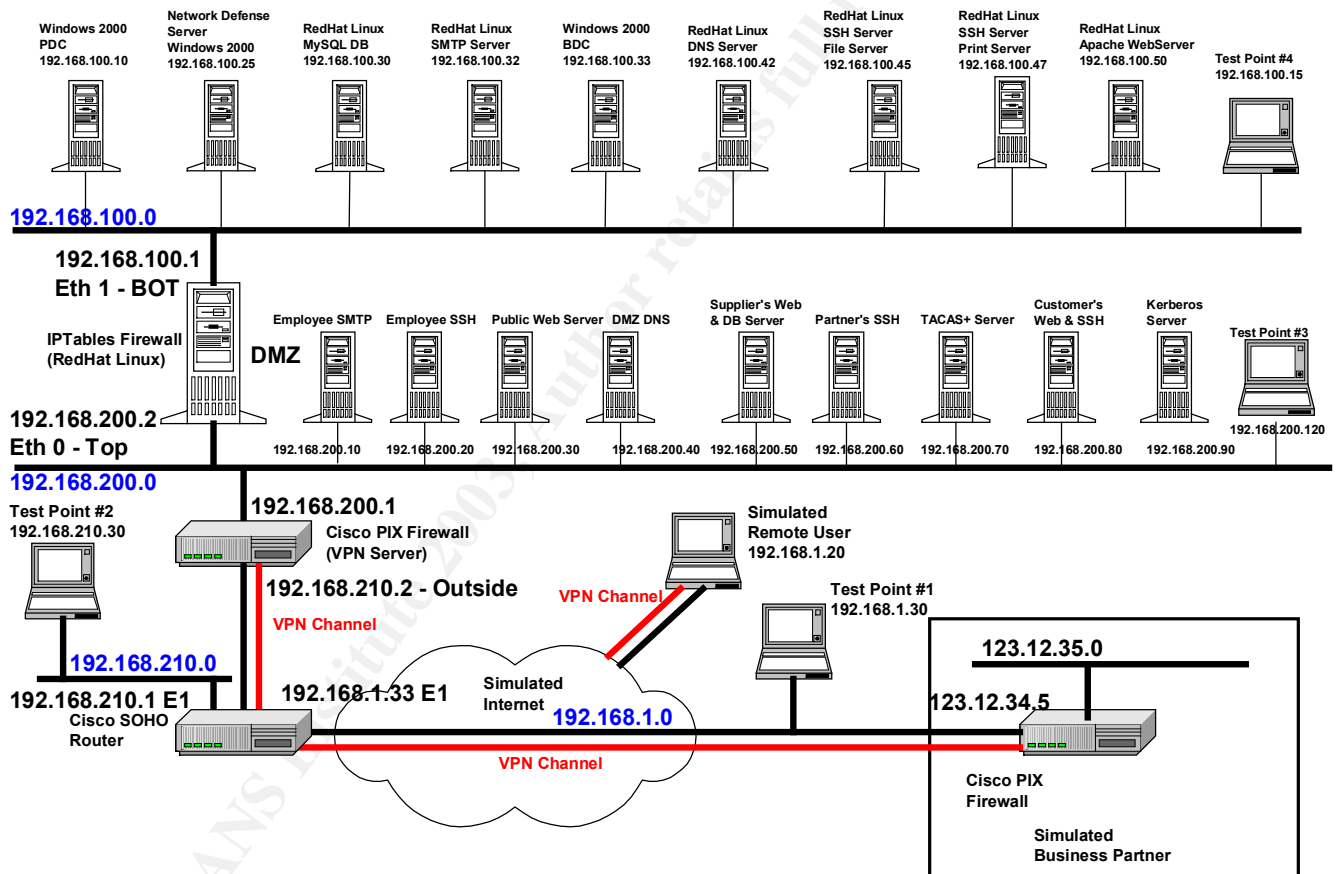 Windows 2000
PDC
192.168.100.10
Network Defense
Server
Windows 2000
192.168.100.25
RedHat Linux
MySQL DB
192.168.100.30
RedHat Linux
SMTP Server
192.168.100.32
Windows 2000
BDC
192.168.100.33
RedHat Linux
DNS Server
192.168.100.42
RedHat Linux
SSH Server
File Server
192.168.100.45
RedHat Linux
SSH Server
Print Server
192.168.100.47
RedHat Linux
Apache WebServer
192.168.100.50
Test Point #4
192.168.100.15
192.168.100.0
192.168.100.1
Eth 1 - BOT
IPTables Firewall
(RedHat Linux)
DMZ
192.168.200.2
Eth 0 - Top
Employee SMTP
192.168.200.10
Employee SSH
192.168.200.20
Public Web Server
192.168.200.30
DMZ DNS
192.168.200.40
Supplier's Web
& DB Server
192.168.200.50
Partner's SSH
192.168.200.60
TACAS+ Server
192.168.200.70
Customer's
Web & SSH
192.168.200.80
Kerberos
Server
192.168.200.90
Test Point #3
192.168.200.120
192.168.200.0
Test Point #2
192.168.210.30
192.168.200.1
Cisco PIX Firewall
(VPN Server)
192.168.210.2 - Outside
VPN Channel
192.168.210.0
192.168.210.1 E1
Cisco SOHO
Router
192.168.1.33 E1
Simulated
Internet
192.168.1.0
VPN Channel
VPN Channel
Simulated
Remote User
192.168.1.20
Test Point #1
192.168.1.30
123.12.35.0
123.12.34.5
Cisco PIX
Firewall
Simulated
Business Partner
ANS Institute 2003, Author retains full